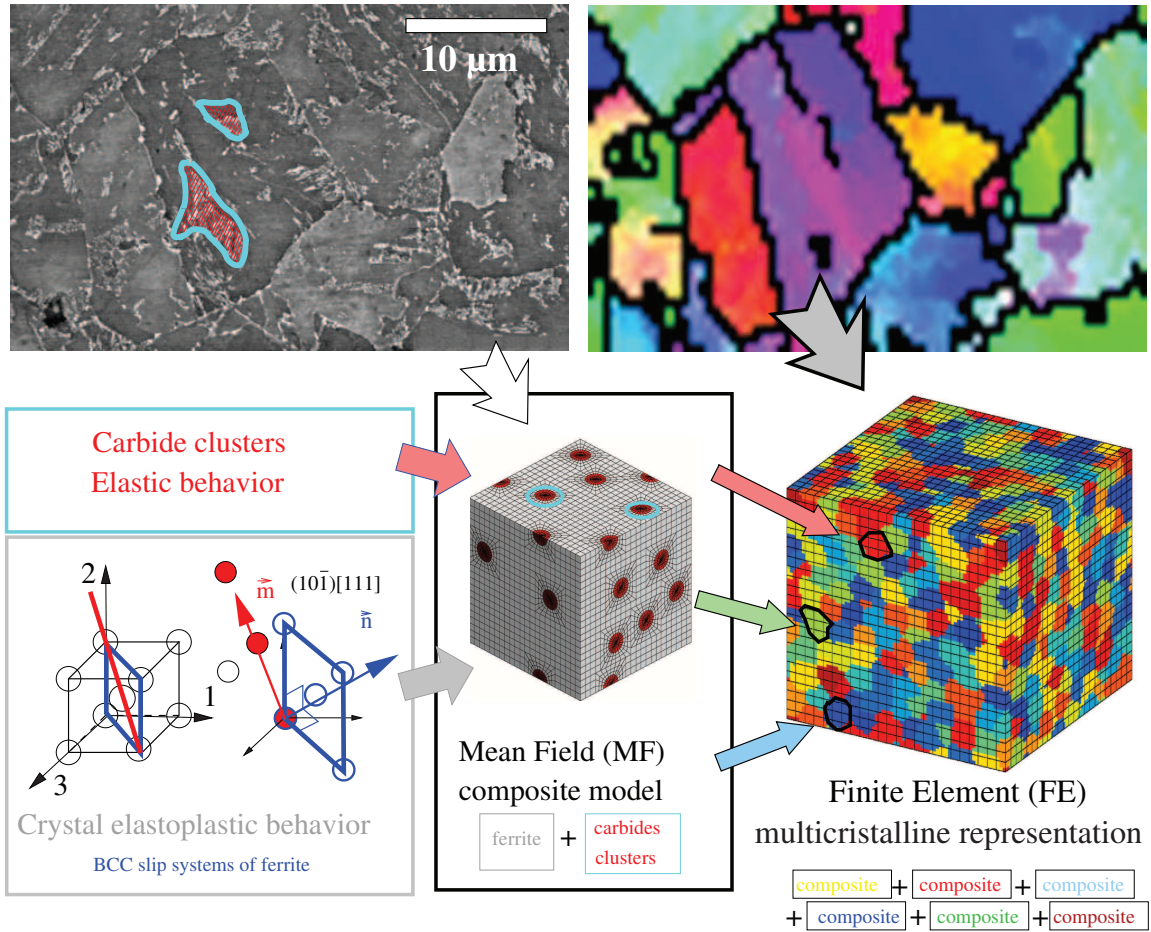 10 µm
Carbide clusters
Elastic behavior
2
1
3
m⃗
(101̄)[111]
n⃗
Crystal elastoplastic behavior
BCC slip systems of ferrite
Mean Field (MF)
composite model
ferrite + carbides
clusters
Finite Element (FE)
multicristalline representation
composite + composite + composite
+ composite + composite + composite